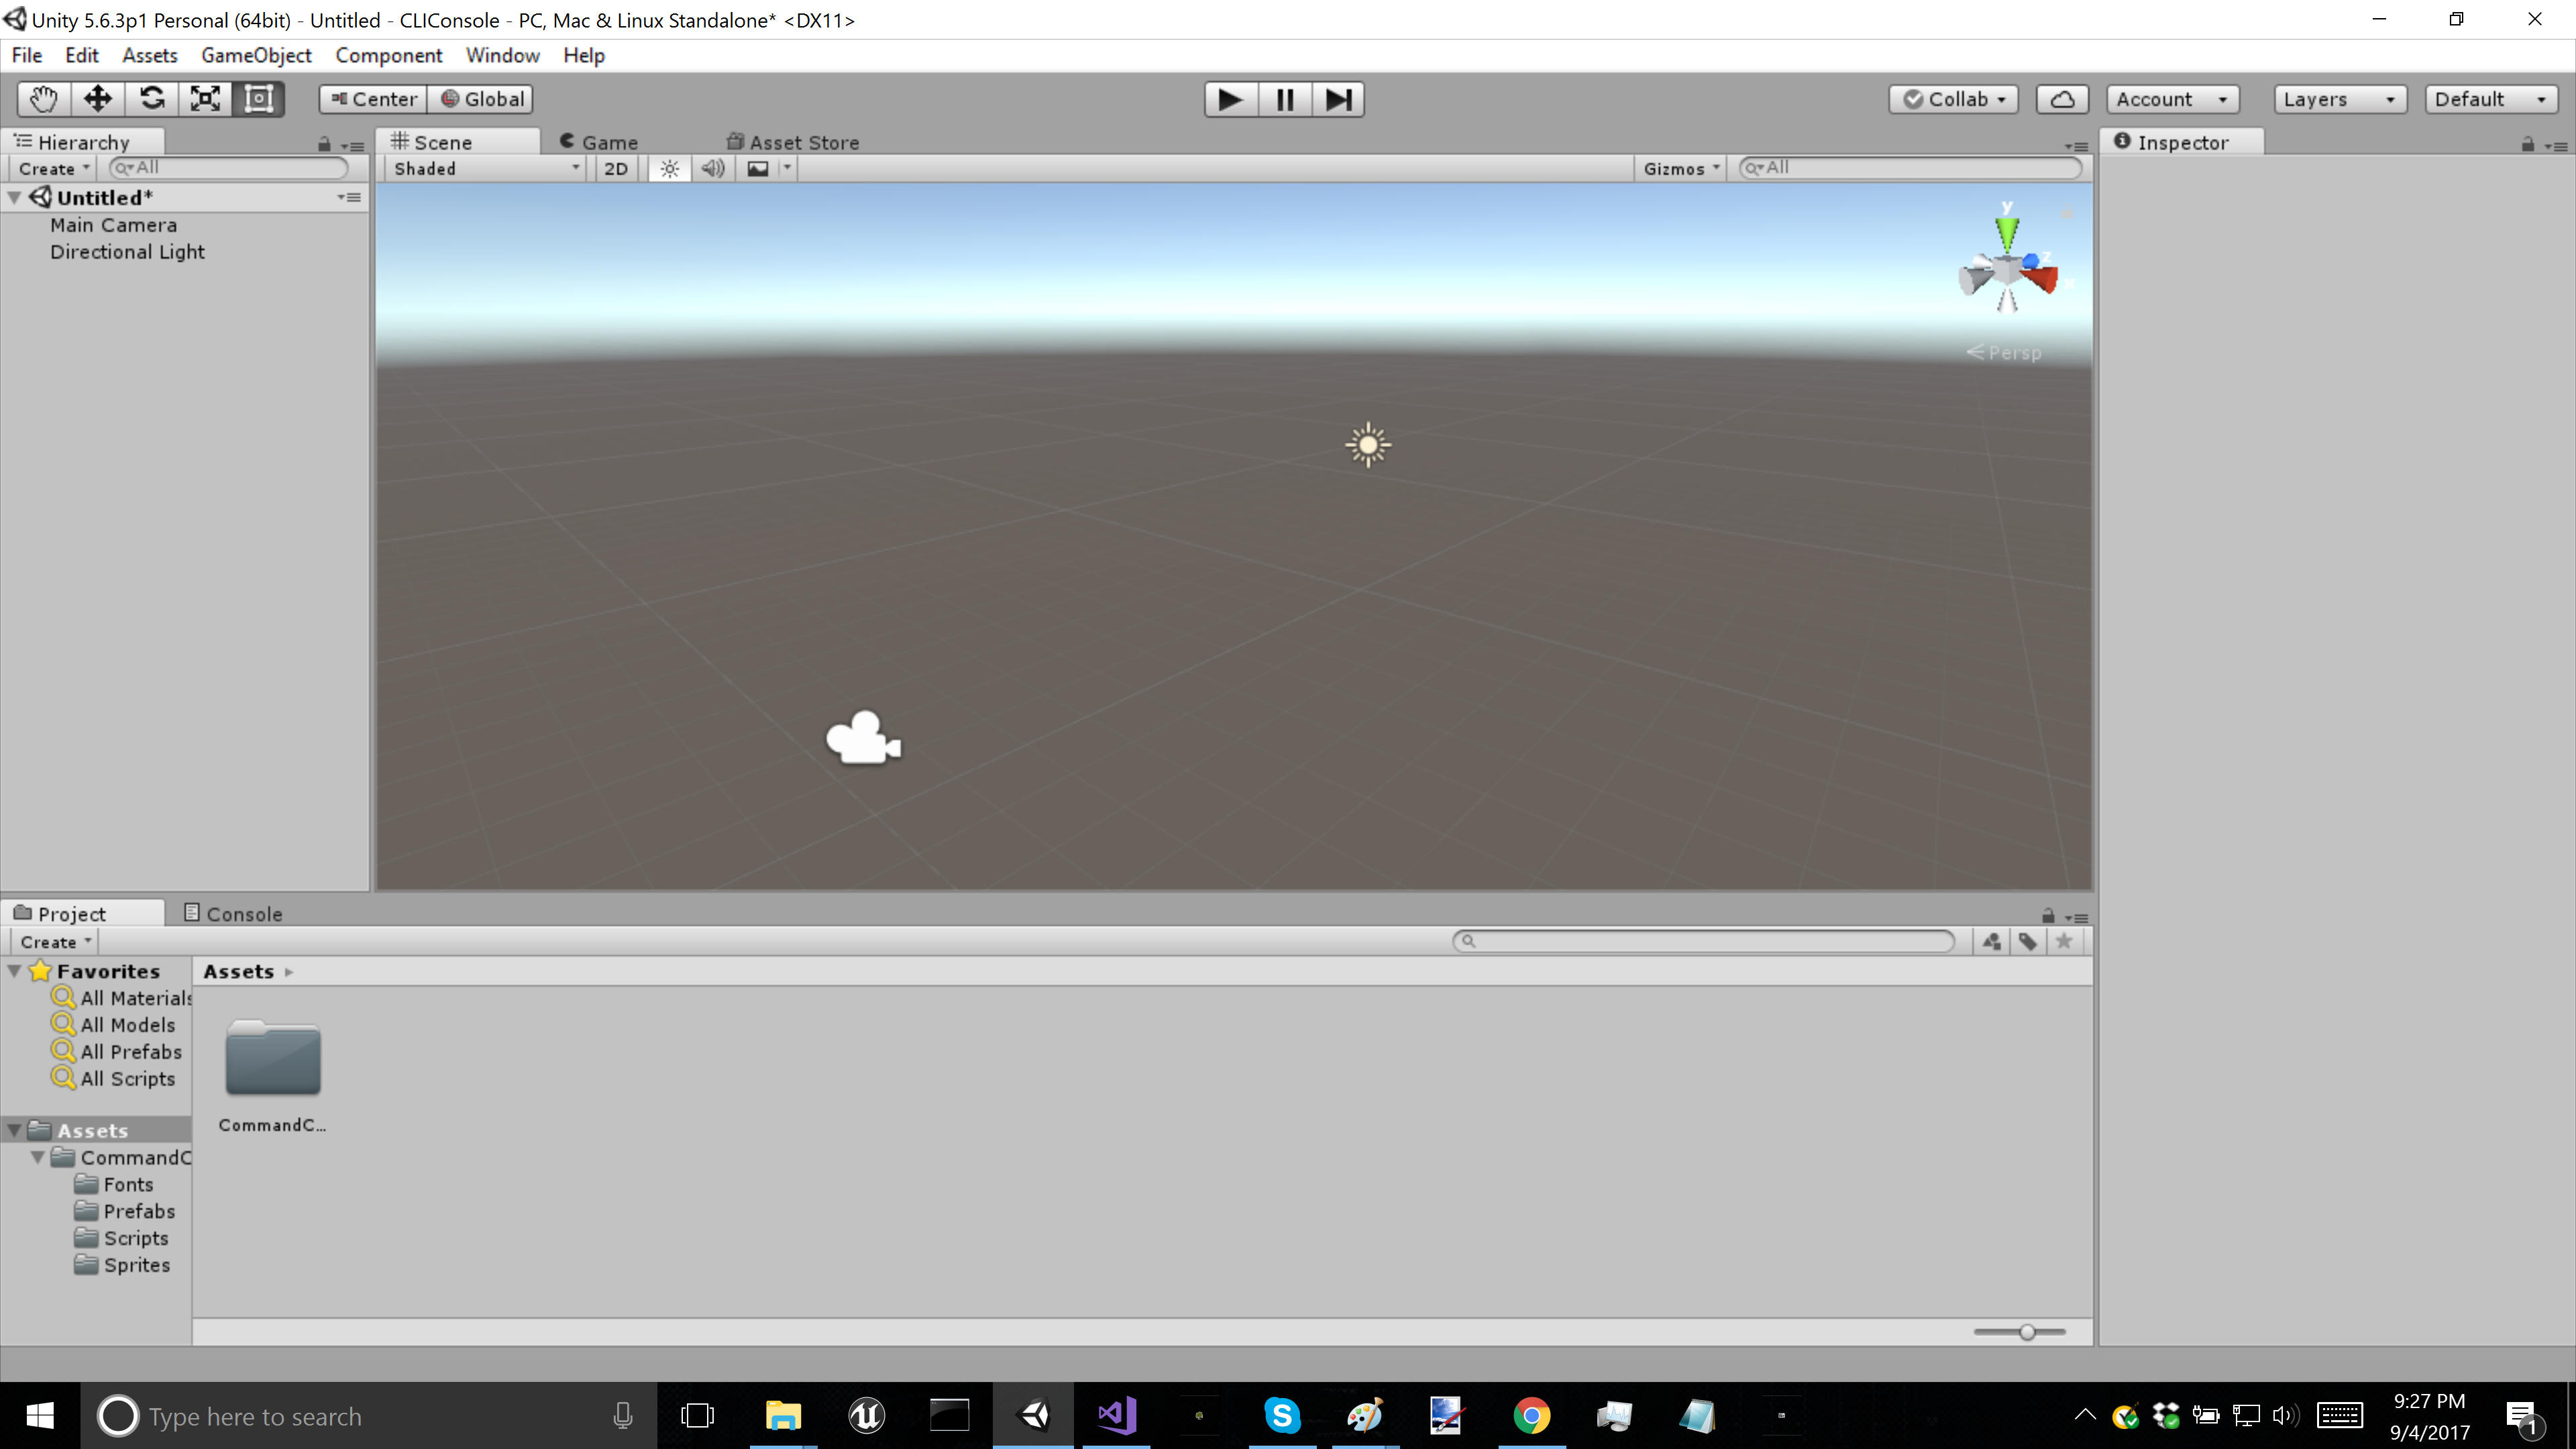 Unity 5.6.3p1 Personal (64bit) - Untitled - CLIConsole - PC, Mac & Linux Standalone* <DX11>
File Edit Assets GameObject Component Window Help
Center Global Collab Account Layers Default
Hierarchy Scene Game Asset Store Inspector
Create All Shaded 2D Gizmos All
Untitled*
Main Camera
Directional Light
y
z
x
Persp
Project Console
Create
Favorites Assets
All Materials
All Models
All Prefabs
All Scripts
CommandC...
Assets
CommandC
Fonts
Prefabs
Scripts
Sprites
Type here to search
9:27 PM
9/4/2017
1